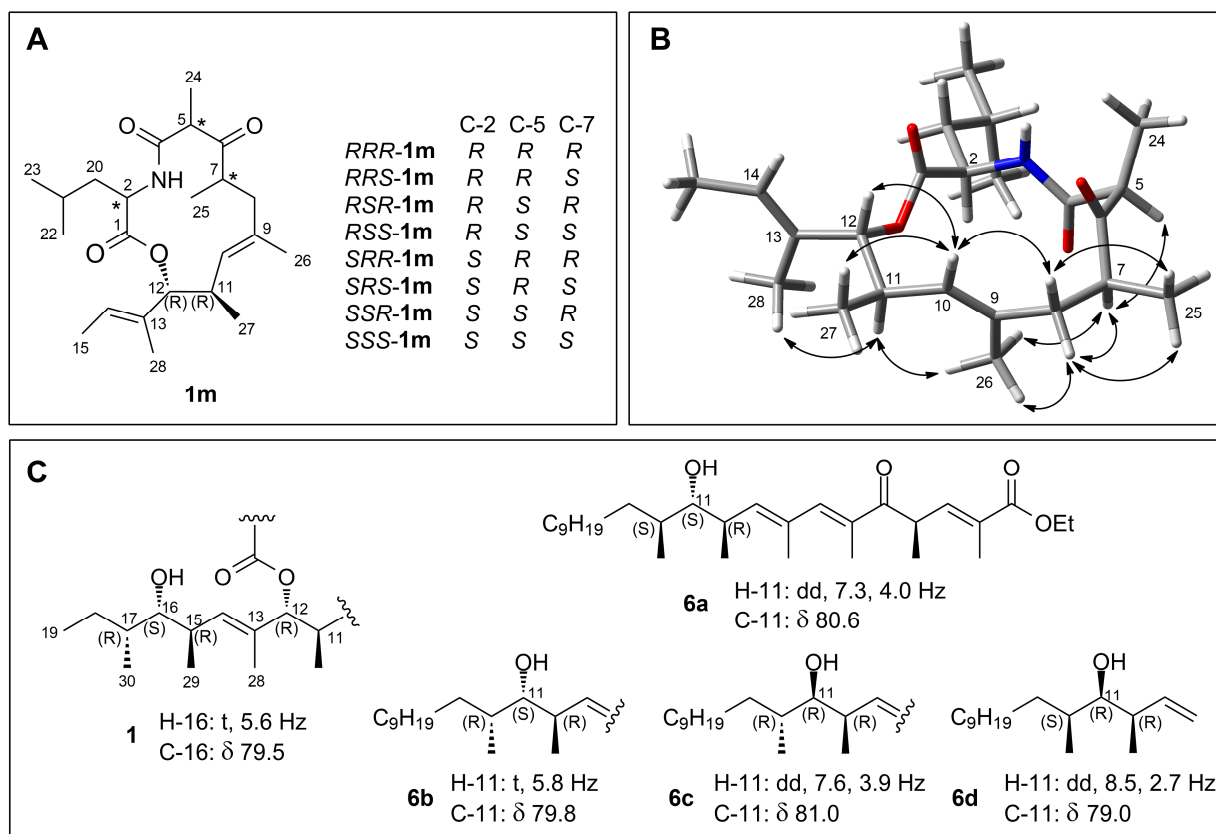 A
24
O
5
*
O
23
20
O
7
2
NH
*
*
25
22
1
9
O
26
O
12
11
(R)
(R)
13
27
15
28
1m
C-2 C-5 C-7
RRR-1m R R R
RRS-1m R R S
RSR-1m R S R
RSS-1m R S S
SRR-1m S R R
SRS-1m S R S
SSR-1m S S R
SSS-1m S S S
B
24
2
14
5
12
13
7
11
10
9
28
27
25
26
C
OH
O
O
11
C9H19
(S)
(S)
(R)
OEt
6a
H-11: dd, 7.3, 4.0 Hz
C-11: δ 80.6
O
O
OH
16
17
15
13
12
19
(R)
(S)
(R)
(R)
11
30
29
28
1
H-16: t, 5.6 Hz
C-16: δ 79.5
OH
11
C9H19
(R)
(S)
(R)
6b
H-11: t, 5.8 Hz
C-11: δ 79.8
OH
11
C9H19
(R)
(R)
(R)
6c
H-11: dd, 7.6, 3.9 Hz
C-11: δ 81.0
OH
11
C9H19
(S)
(R)
(R)
6d
H-11: dd, 8.5, 2.7 Hz
C-11: δ 79.0